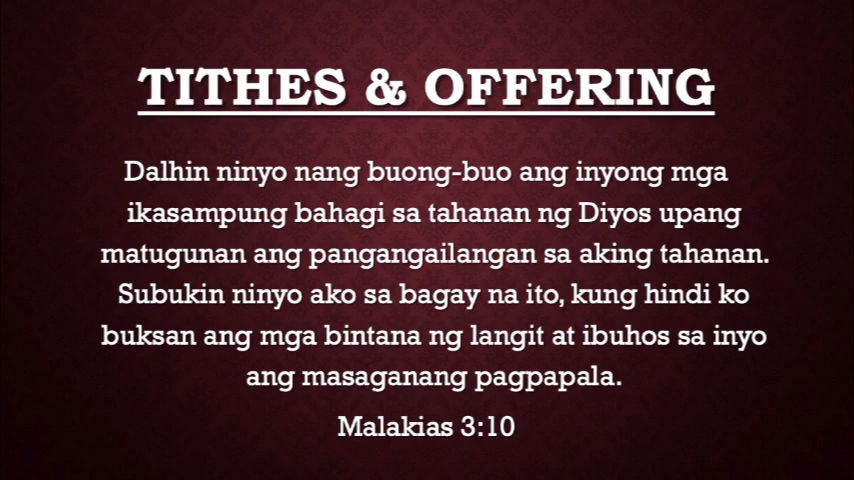 TITHES & OFFERING
Dalhin ninyo nang buong-buo ang inyong mga
ikasampung bahagi sa tahanan ng Diyos upang
matugunan ang pangangailangan sa aking tahanan.
Subukin ninyo ako sa bagay na ito, kung hindi ko
buksan ang mga bintana ng langit at ibuhos sa inyo
ang masaganang pagpapala.
Malakias 3:10